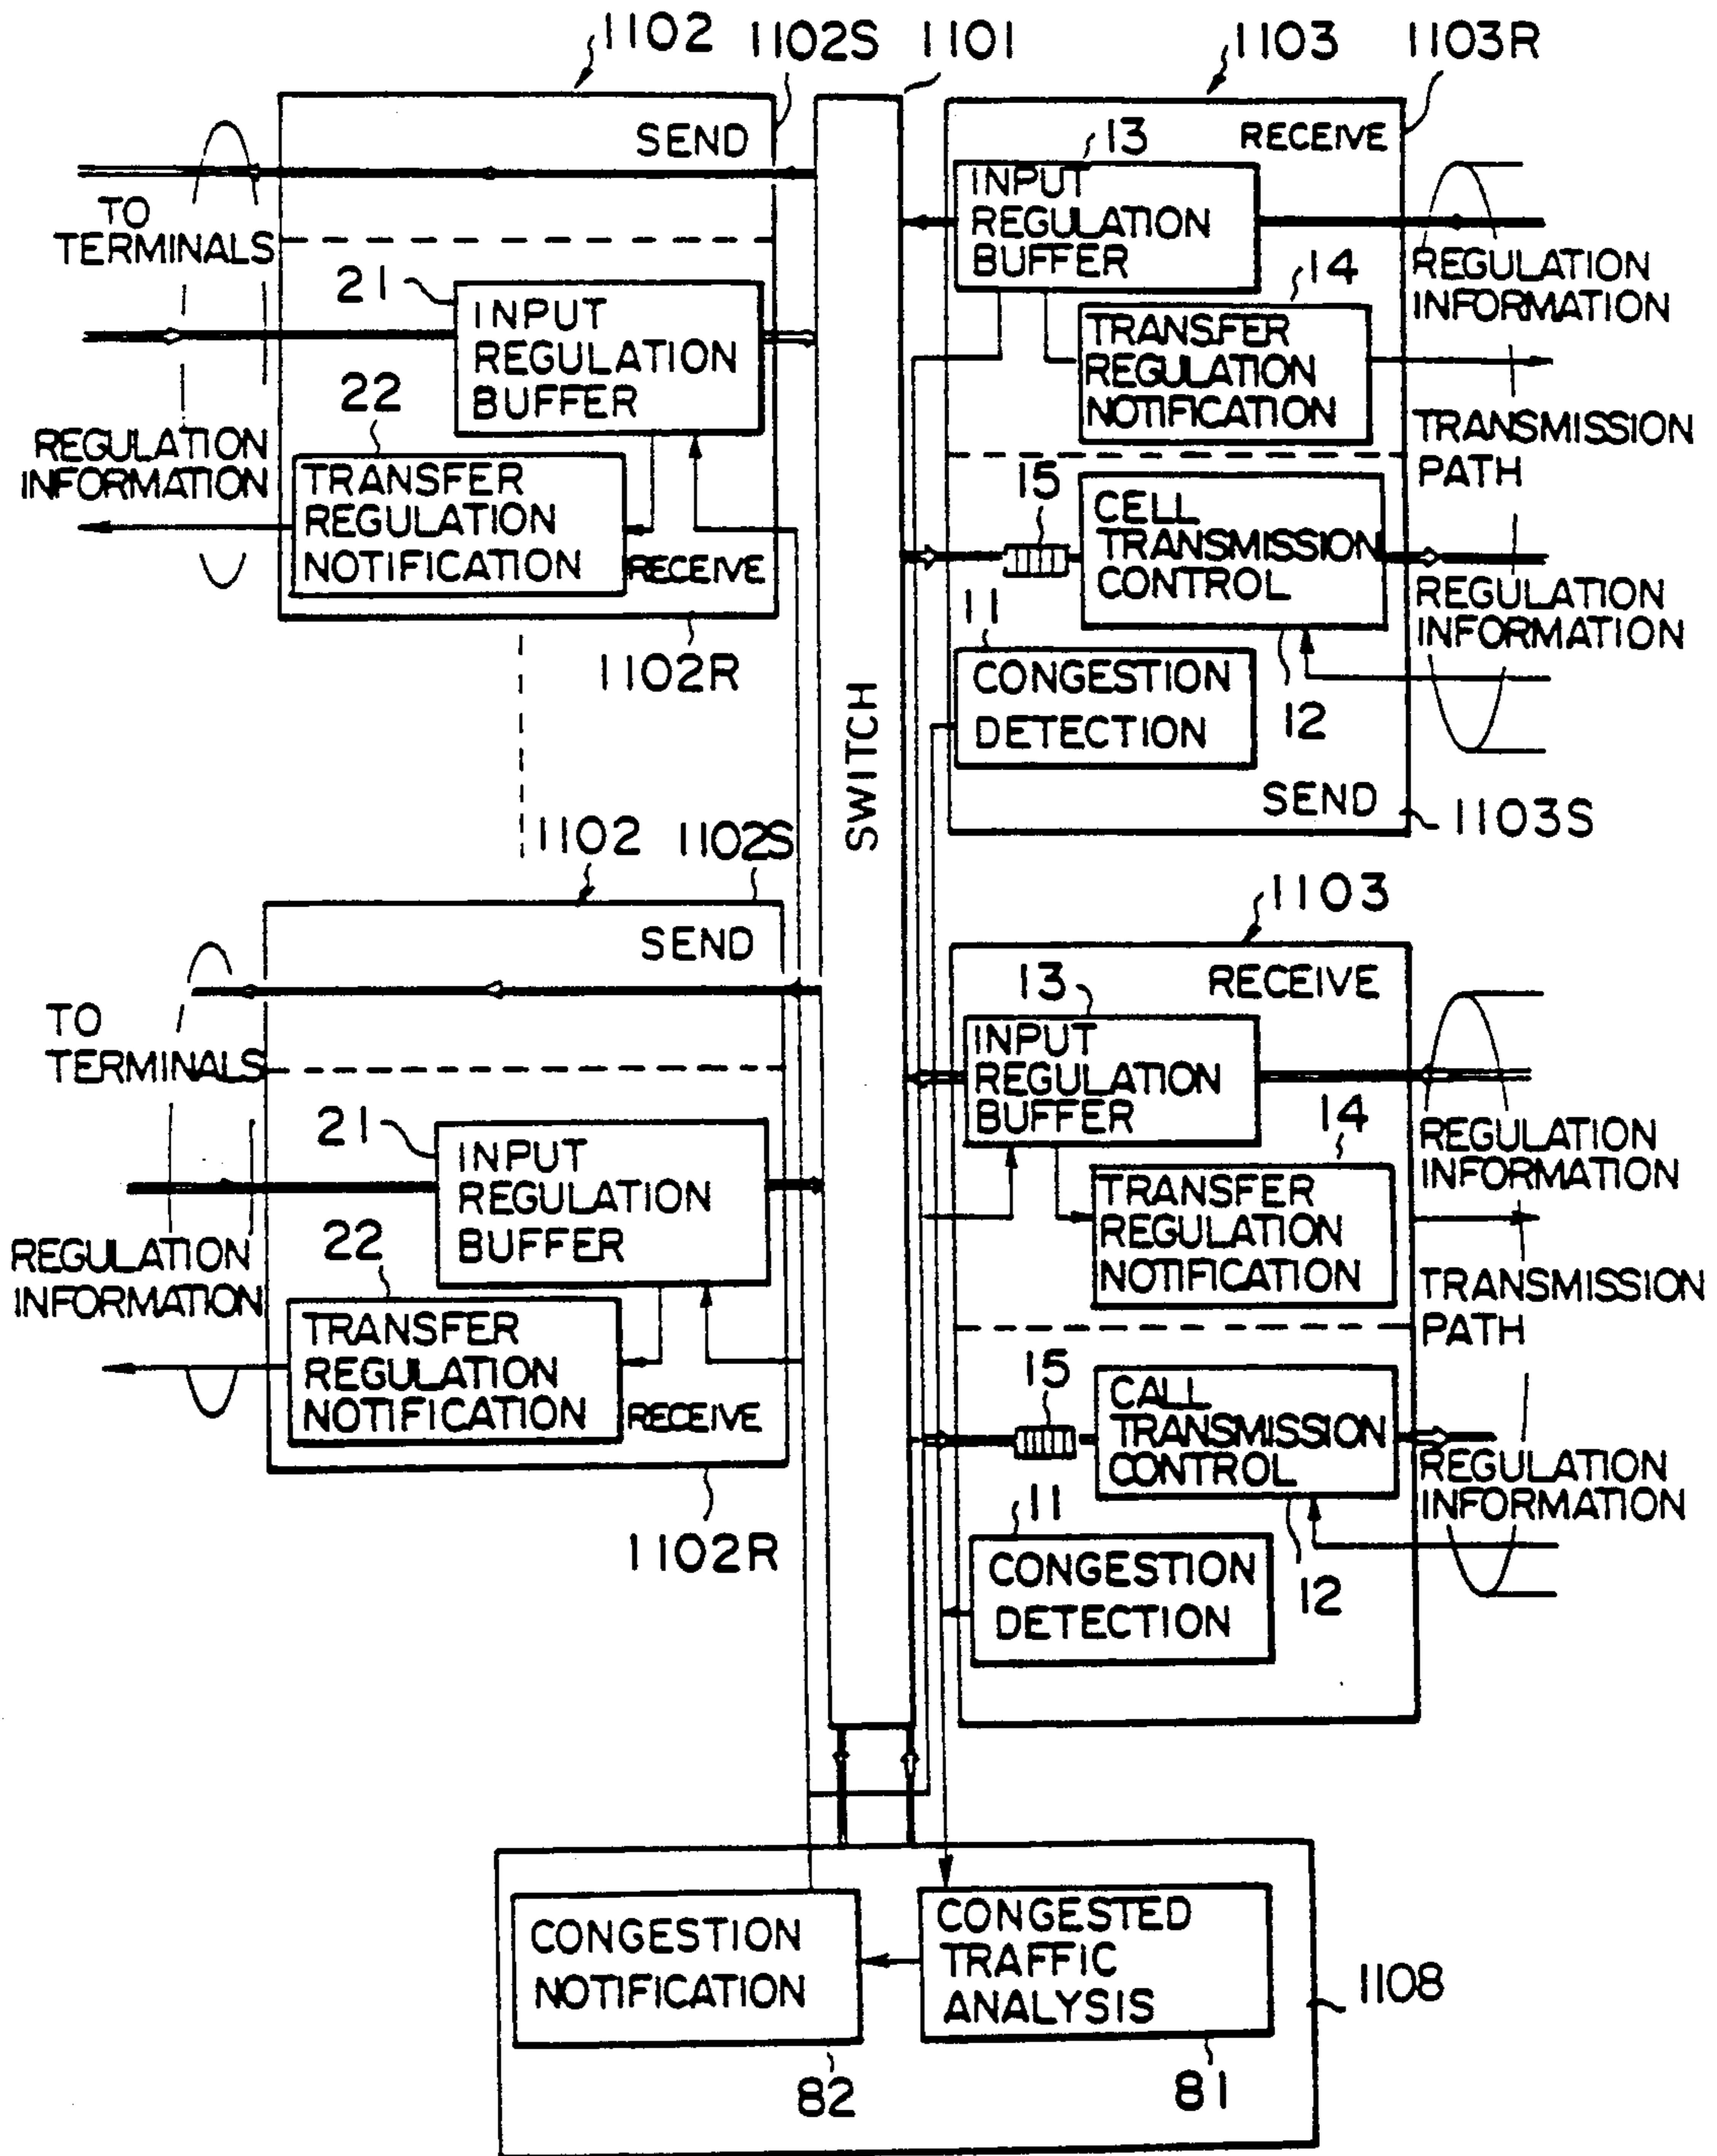 1102
1102S
1101
1103
1103R
SEND
TO
TERMINALS
21
INPUT
REGULATION
BUFFER
22
REGULATION
INFORMATION
TRANSFER
REGULATION
NOTIFICATION
RECEIVE
1102R
SWITCH
RECEIVE
13
INPUT
REGULATION
BUFFER
14
REGULATION
INFORMATION
TRANSFER
REGULATION
NOTIFICATION
TRANSMISSION
PATH
15
CELL
TRANSMISSION
CONTROL
REGULATION
INFORMATION
11
CONGESTION
DETECTION
12
SEND
1103S
1102
1102S
SEND
TO
TERMINALS
21
INPUT
REGULATION
BUFFER
22
REGULATION
INFORMATION
TRANSFER
REGULATION
NOTIFICATION
RECEIVE
1102R
1103
RECEIVE
13
INPUT
REGULATION
BUFFER
14
REGULATION
INFORMATION
TRANSFER
REGULATION
NOTIFICATION
TRANSMISSION
PATH
15
CALL
TRANSMISSION
CONTROL
REGULATION
INFORMATION
11
CONGESTION
DETECTION
12
CONGESTION
NOTIFICATION
CONGESTED
TRAFFIC
ANALYSIS
1108
82
81